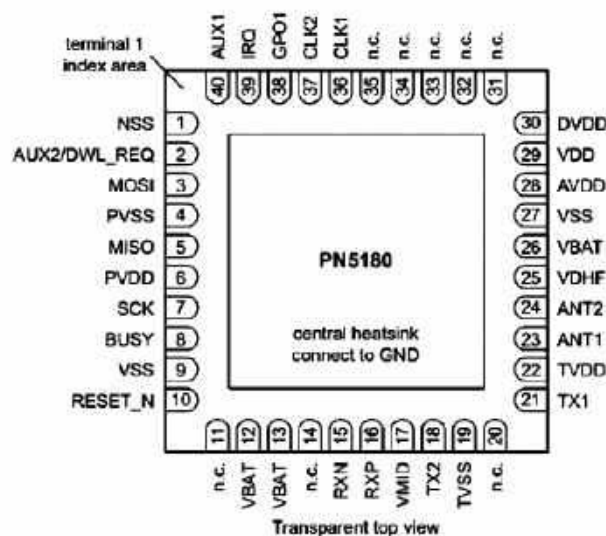 terminal 1
index area
AUX1
IRQ
GPO1
CLK2
CLK1
n.c.
n.c.
n.c.
n.c.
n.c.
40 39 38 37 36 35 34 33 32 31
NSS 1
AUX2/DWL_REQ 2
MOSI 3
PVSS 4
MISO 5
PVDD 6
SCK 7
BUSY 8
VSS 9
RESET_N 10
PN5180
central heatsink
connect to GND
30 DVDD
29 VDD
28 AVDD
27 VSS
26 VBAT
25 VDHF
24 ANT2
23 ANT1
22 TVDD
21 TX1
11 12 13 14 15 16 17 18 19 20
n.c.
VBAT
VBAT
n.c.
RXN
RXP
VMID
TX2
TVSS
n.c.
Transparent top view